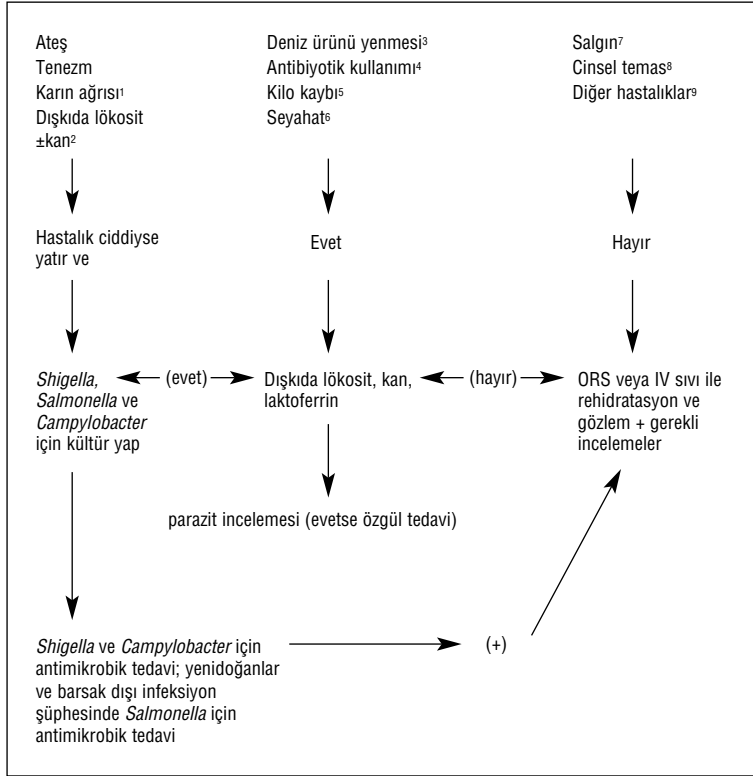 Ateş
Tenezm
Karın ağrısı¹
Dışkıda lökosit
±kan²
Deniz ürünü yenmesi³
Antibiyotik kullanımı⁴
Kilo kaybı⁵
Seyahat⁶
Salgın⁷
Cinsel temas⁸
Diğer hastalıklar⁹
Hastalık ciddiyse
yatır ve
Evet
Hayır
Shigella,
Salmonella ve
Campylobacter
için kültür yap
(evet)
Dışkıda lökosit, kan,
laktoferrin
(hayır)
ORS veya IV sıvı ile
rehidratasyon ve
gözlem + gerekli
incelemeler
parazit incelemesi (evetse özgül tedavi)
Shigella ve Campylobacter için
antimikrobik tedavi; yenidoğanlar
ve barsak dışı infeksiyon
şüphesinde Salmonella için
antimikrobik tedavi
(+)